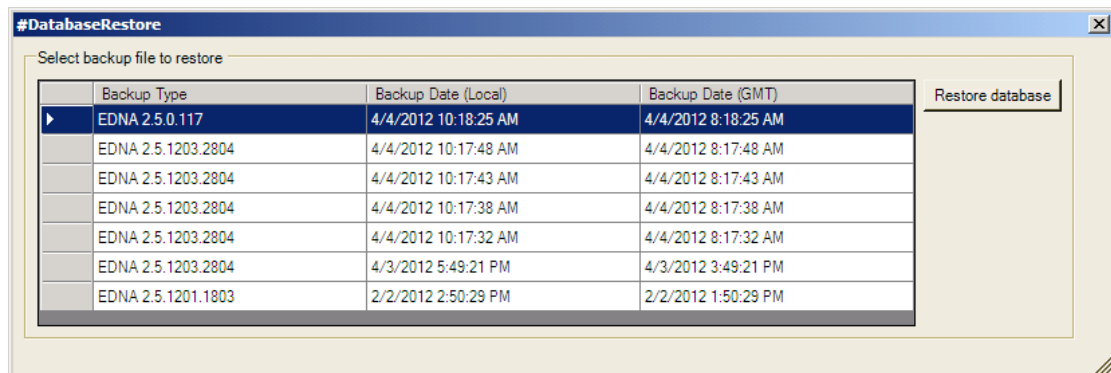 #DatabaseRestore
Select backup file to restore
Backup Type Backup Date (Local) Backup Date (GMT) Restore database
EDNA 2.5.0.117 4/4/2012 10:18:25 AM 4/4/2012 8:18:25 AM
EDNA 2.5.1203.2804 4/4/2012 10:17:48 AM 4/4/2012 8:17:48 AM
EDNA 2.5.1203.2804 4/4/2012 10:17:43 AM 4/4/2012 8:17:43 AM
EDNA 2.5.1203.2804 4/4/2012 10:17:38 AM 4/4/2012 8:17:38 AM
EDNA 2.5.1203.2804 4/4/2012 10:17:32 AM 4/4/2012 8:17:32 AM
EDNA 2.5.1203.2804 4/3/2012 5:49:21 PM 4/3/2012 3:49:21 PM
EDNA 2.5.1201.1803 2/2/2012 2:50:29 PM 2/2/2012 1:50:29 PM